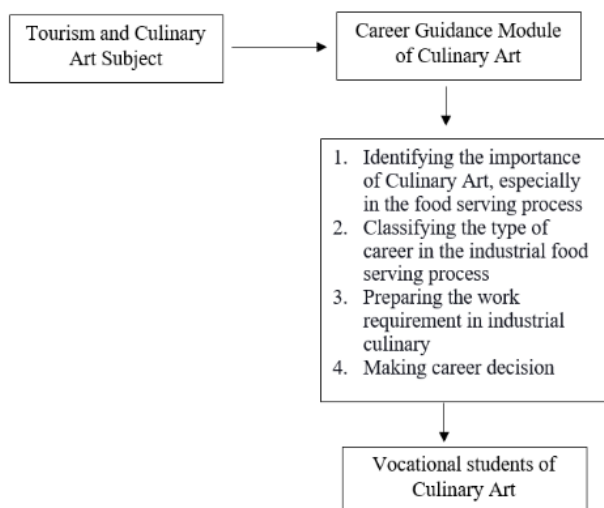 Tourism and Culinary
Art Subject
Career Guidance Module
of Culinary Art
1. Identifying the importance
of Culinary Art, especially
in the food serving process
2. Classifying the type of
career in the industrial food
serving process
3. Preparing the work
requirement in industrial
culinary
4. Making career decision
Vocational students of
Culinary Art